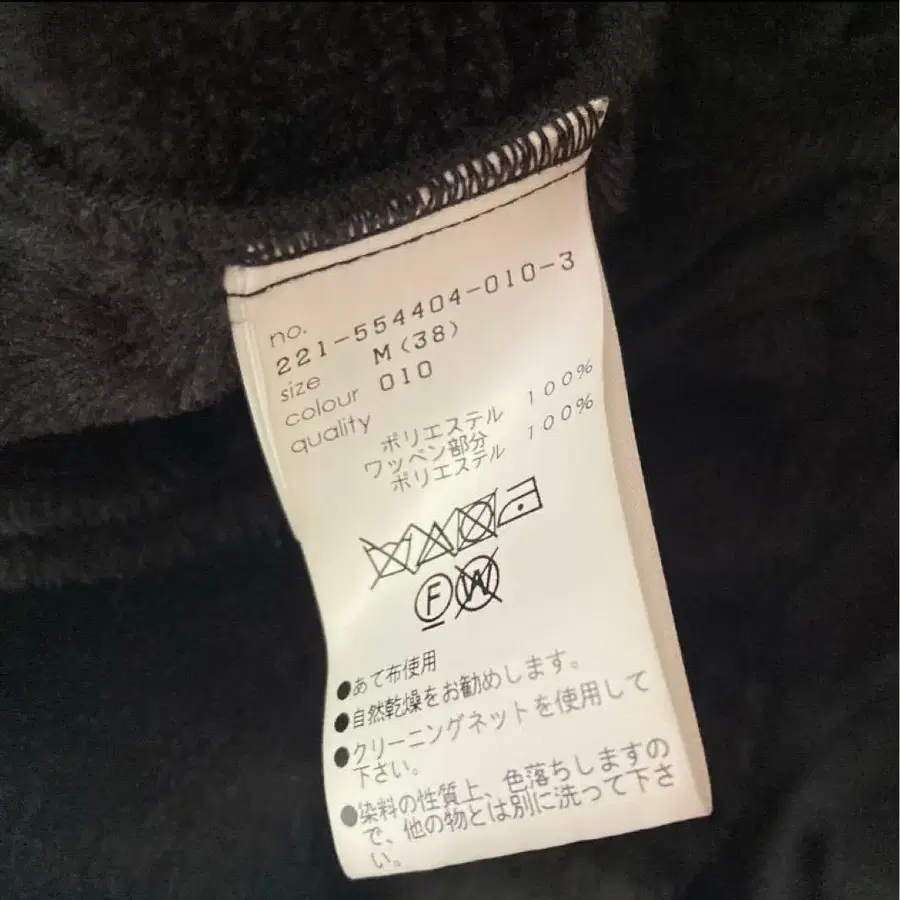 no.
221-554404-010-3
size M(38)
colour 010
quality
ポリエステル 100%
ワッペン部分
ポリエステル 100%
F W
●あて布使用
●自然乾燥をお勧めします。
●クリーニングネットを使用して
下さい。
●染料の性質上、色落ちしますの
で、他の物とは別に洗って下さ
い。